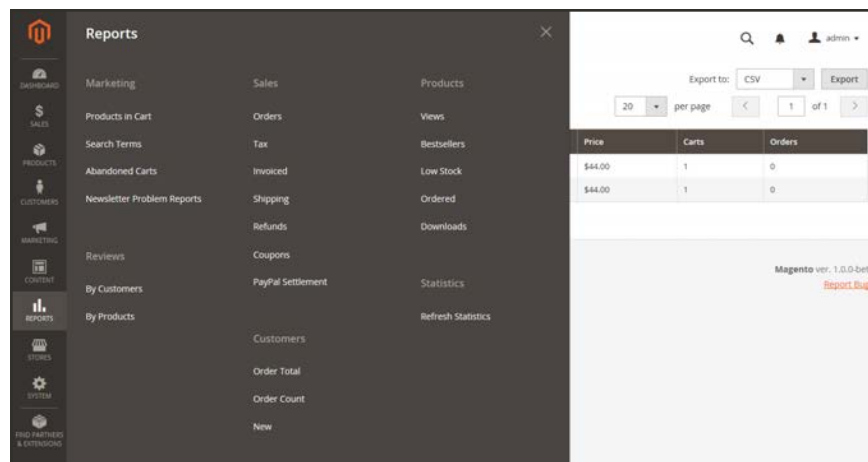 DASHBOARD
SALES
PRODUCTS
CUSTOMERS
MARKETING
CONTENT
REPORTS
STORES
SYSTEM
FIND PARTNERS
& EXTENSIONS
Reports
Marketing
Products in Cart
Search Terms
Abandoned Carts
Newsletter Problem Reports
Reviews
By Customers
By Products
Sales
Orders
Tax
Invoiced
Shipping
Refunds
Coupons
PayPal Settlement
Customers
Order Total
Order Count
New
Products
Views
Bestsellers
Low Stock
Ordered
Downloads
Statistics
Refresh Statistics
admin
Export to: CSV Export
20 per page 1 of 1
Price Carts Orders
$44.00 1 0
$44.00 1 0
Magento ver. 1.0.0-bet
Report Bug